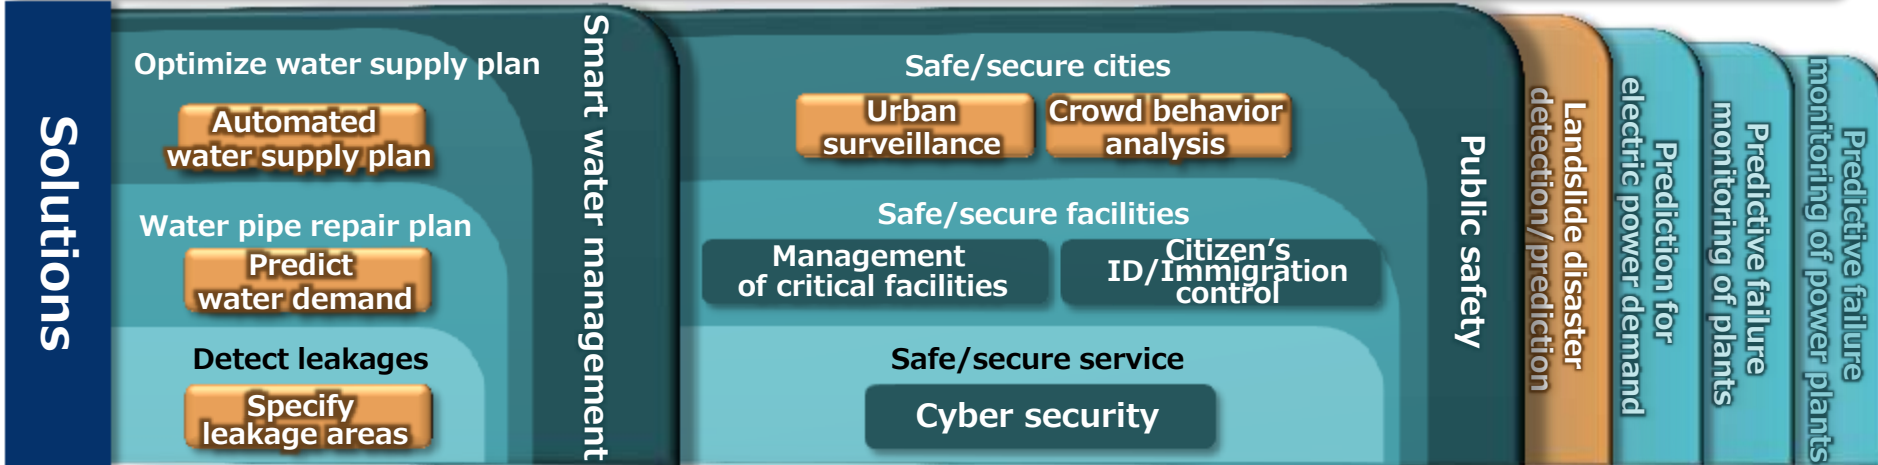 Solutions
Optimize water supply plan
Automated
water supply plan
Water pipe repair plan
Predict
water demand
Detect leakages
Specify
leakage areas
Smart water management
Safe/secure cities
Urban
surveillance
Crowd behavior
analysis
Safe/secure facilities
Management
of critical facilities
Citizen’s
ID/Immigration
control
Safe/secure service
Cyber security
Public safety
Landslide disaster
detection/prediction
Prediction for
electric power demand
Predictive failure
monitoring of plants
Predictive failure
monitoring of power plants